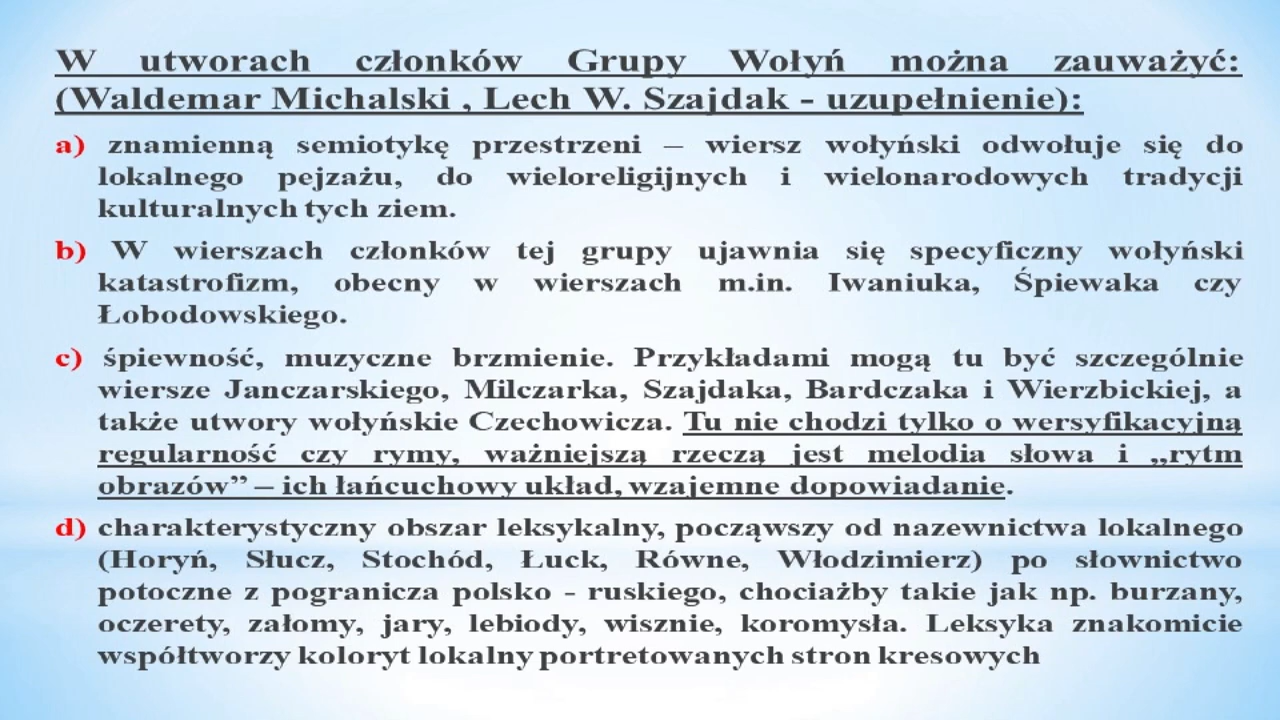 W utworach członków Grupy Wołyń można zauważyć:
(Waldemar Michalski , Lech W. Szajdak - uzupełnienie):
a) znamienną semiotykę przestrzeni – wiersz wołyński odwołuje się do
lokalnego pejzażu, do wieloreligijnych i wielonarodowych tradycji
kulturalnych tych ziem.
b) W wierszach członków tej grupy ujawnia się specyficzny wołyński
katastrofizm, obecny w wierszach m.in. Iwaniuka, Śpiewaka czy
Łobodowskiego.
c) śpiewność, muzyczne brzmienie. Przykładami mogą tu być szczególnie
wiersze Janczarskiego, Milczarka, Szajdaka, Bardczaka i Wierzbickiej, a
także utwory wołyńskie Czechowicza. Tu nie chodzi tylko o wersyfikacyjną
regularność czy rymy, ważniejszą rzeczą jest melodia słowa i „rytm
obrazów” – ich łańcuchowy układ, wzajemne dopowiadanie.
d) charakterystyczny obszar leksykalny, począwszy od nazewnictwa lokalnego
(Horyń, Słucz, Stochód, Łuck, Równe, Włodzimierz) po słownictwo
potoczne z pogranicza polsko - ruskiego, chociażby takie jak np. burzany,
oczerety, załomy, jary, lebiody, wisznie, koromysła. Leksyka znakomicie
współtworzy koloryt lokalny portretowanych stron kresowych